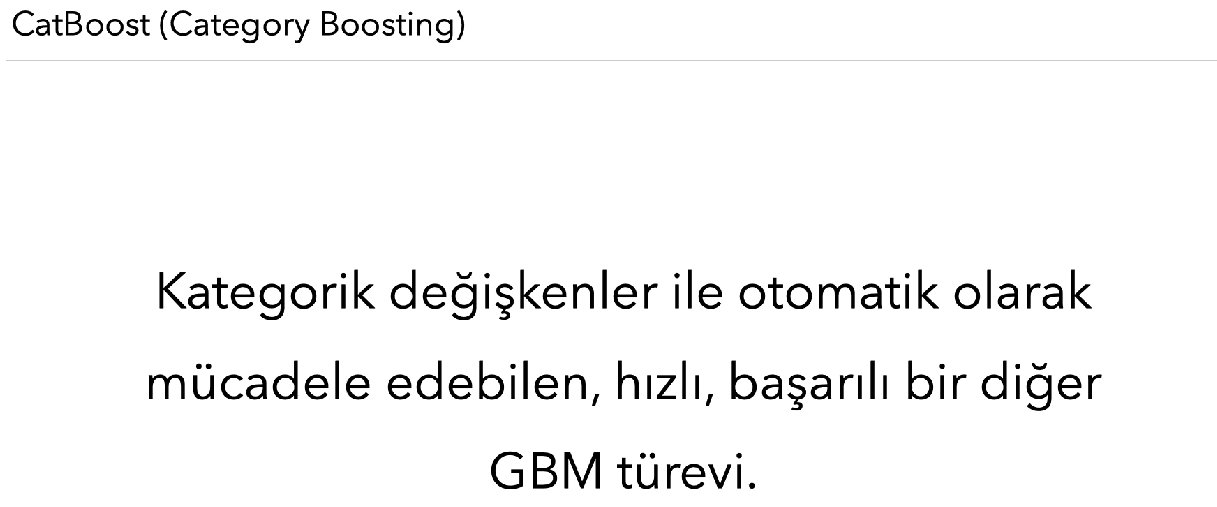 CatBoost (Category Boosting)
Kategorik değişkenler ile otomatik olarak
mücadele edebilen, hızlı, başarılı bir diğer
GBM türevi.